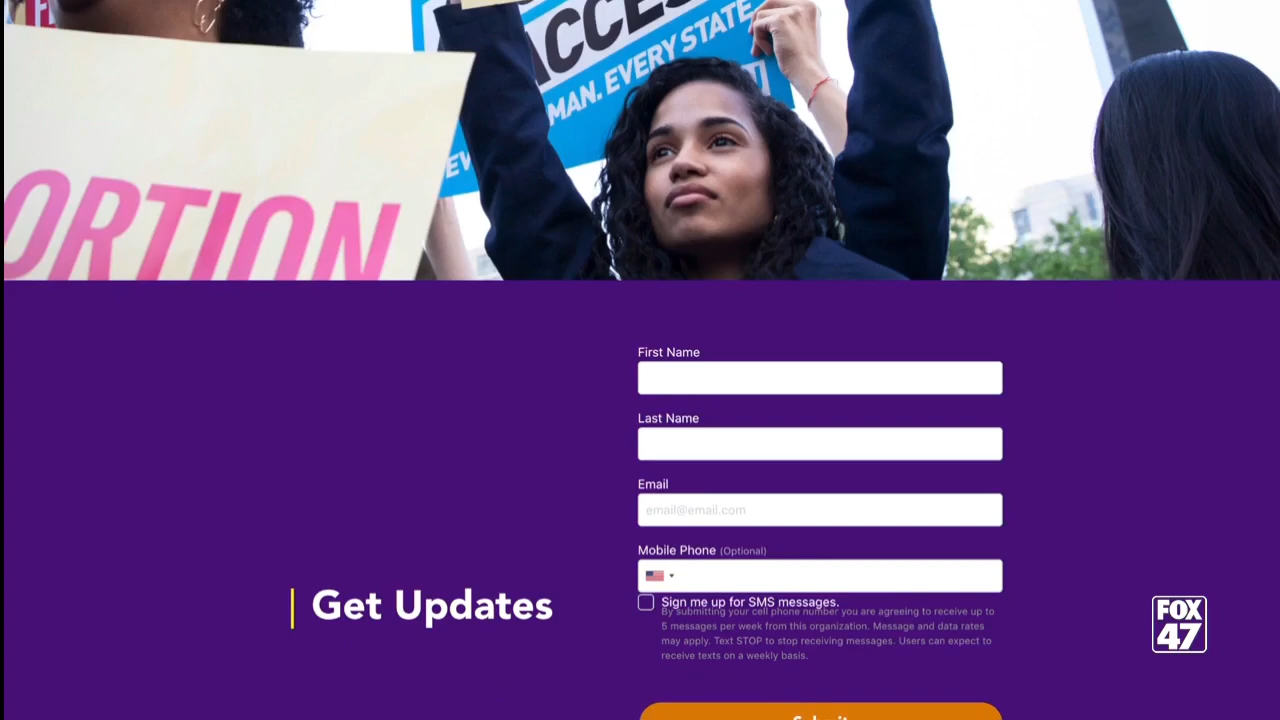 ACCES
MAN. EVERY STATE
EV
ORTION
First Name
Last Name
Email
email@email.com
Mobile Phone (Optional)
Sign me up for SMS messages.
By submitting your cell phone number you are agreeing to receive up to
5 messages per week from this organization. Message and data rates
may apply. Text STOP to stop receiving messages. Users can expect to
receive texts on a weekly basis.
Get Updates
FOX
47
Submit